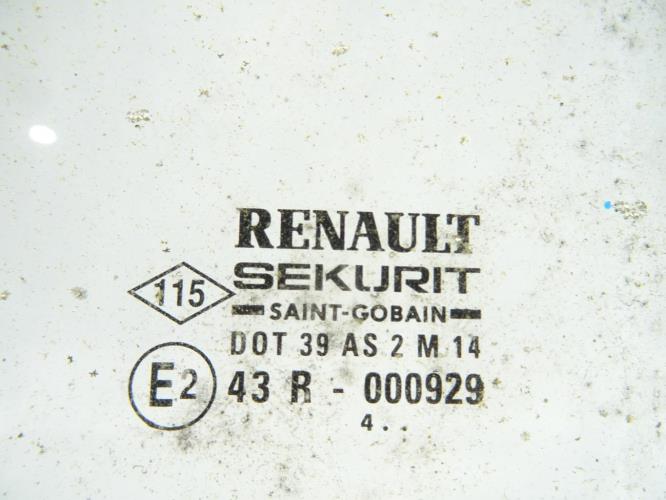 RENAULT
SEKURIT
115
SAINT-GOBAIN
DOT 39 AS 2 M 14
E2 43 R - 000929
4..